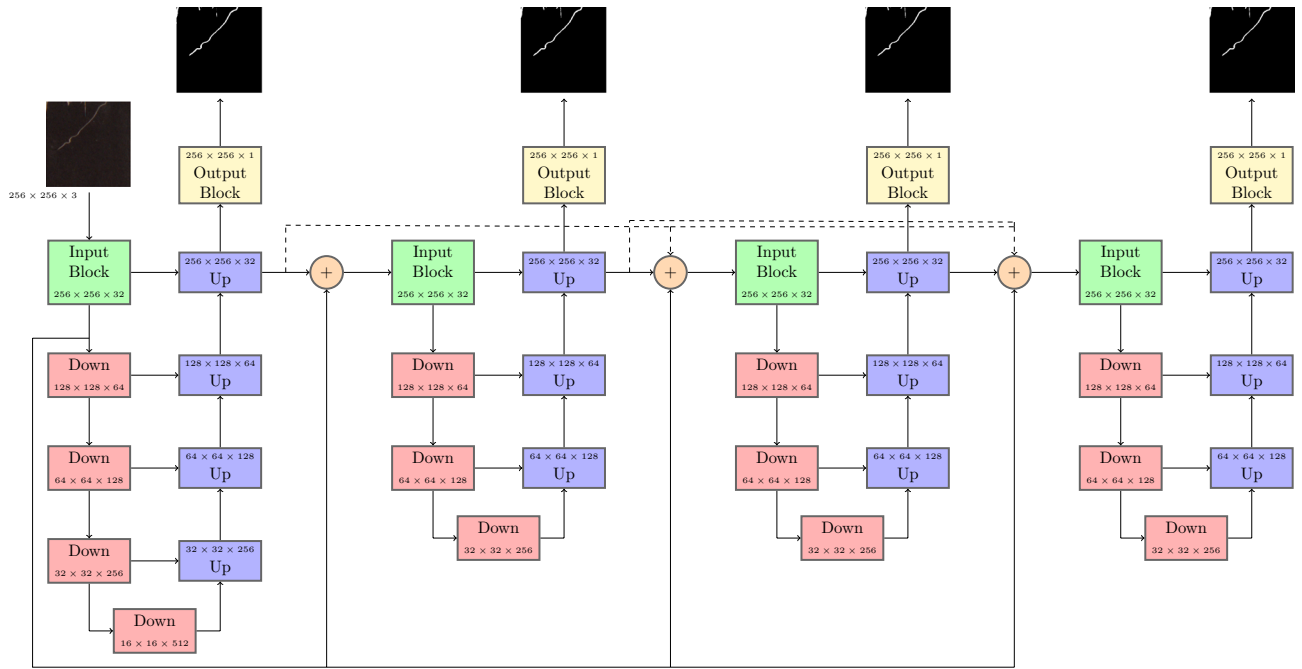 256 × 256 × 3
Input
Block
256 × 256 × 32
Down
128 × 128 × 64
Down
64 × 64 × 128
Down
32 × 32 × 256
Down
16 × 16 × 512
32 × 32 × 256
Up
64 × 64 × 128
Up
128 × 128 × 64
Up
256 × 256 × 32
Up
256 × 256 × 1
Output
Block
+
Input
Block
256 × 256 × 32
Down
128 × 128 × 64
Down
64 × 64 × 128
Down
32 × 32 × 256
64 × 64 × 128
Up
128 × 128 × 64
Up
256 × 256 × 32
Up
256 × 256 × 1
Output
Block
+
Input
Block
256 × 256 × 32
Down
128 × 128 × 64
Down
64 × 64 × 128
Down
32 × 32 × 256
64 × 64 × 128
Up
128 × 128 × 64
Up
256 × 256 × 32
Up
256 × 256 × 1
Output
Block
+
Input
Block
256 × 256 × 32
Down
128 × 128 × 64
Down
64 × 64 × 128
Down
32 × 32 × 256
64 × 64 × 128
Up
128 × 128 × 64
Up
256 × 256 × 32
Up
256 × 256 × 1
Output
Block